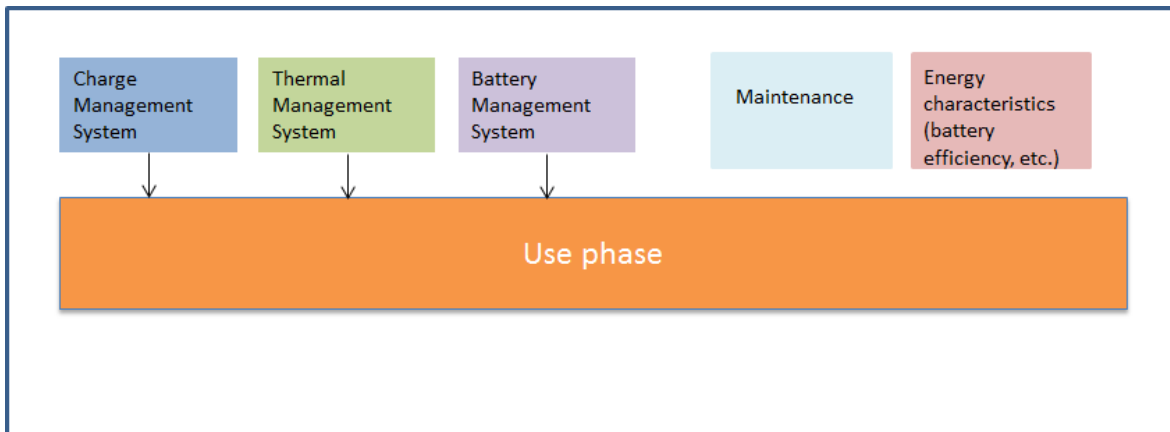 Charge
Management
System
Thermal
Management
System
Battery
Management
System
Maintenance
Energy
characteristics
(battery
efficiency, etc.)
Use phase